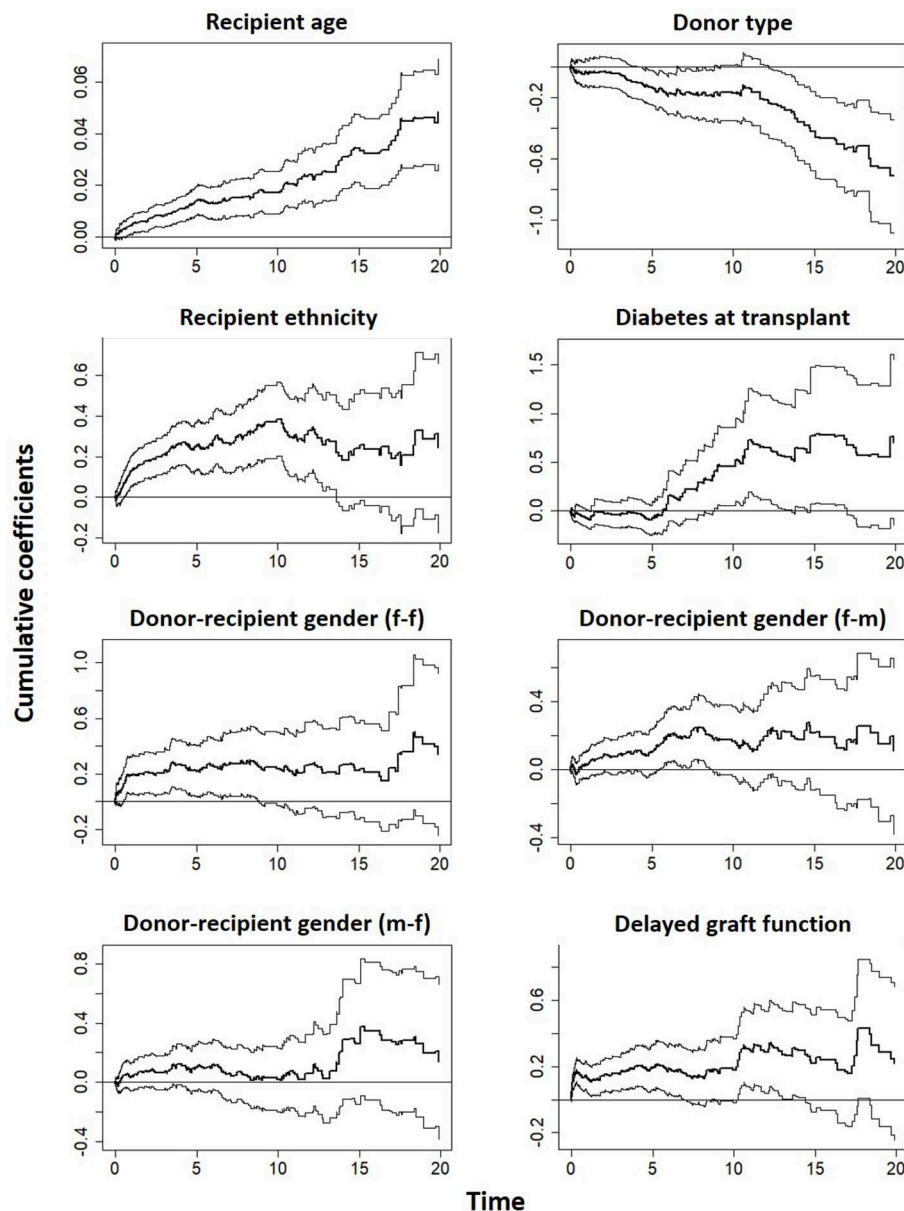 Recipient age
Donor type
0.00 0.02 0.04 0.06
0 5 10 15 20
-1.0 -0.6 -0.2
0 5 10 15 20
Recipient ethnicity
Diabetes at transplant
-0.2 0.0 0.2 0.4 0.6
0 5 10 15 20
0.0 0.5 1.0 1.5
0 5 10 15 20
Cumulative coefficients
Donor-recipient gender (f-f)
Donor-recipient gender (f-m)
-0.2 0.2 0.6 1.0
0 5 10 15 20
-0.4 0.0 0.4
0 5 10 15 20
Donor-recipient gender (m-f)
Delayed graft function
-0.4 0.0 0.4 0.8
0 5 10 15 20
-0.2 0.2 0.6
0 5 10 15 20
Time